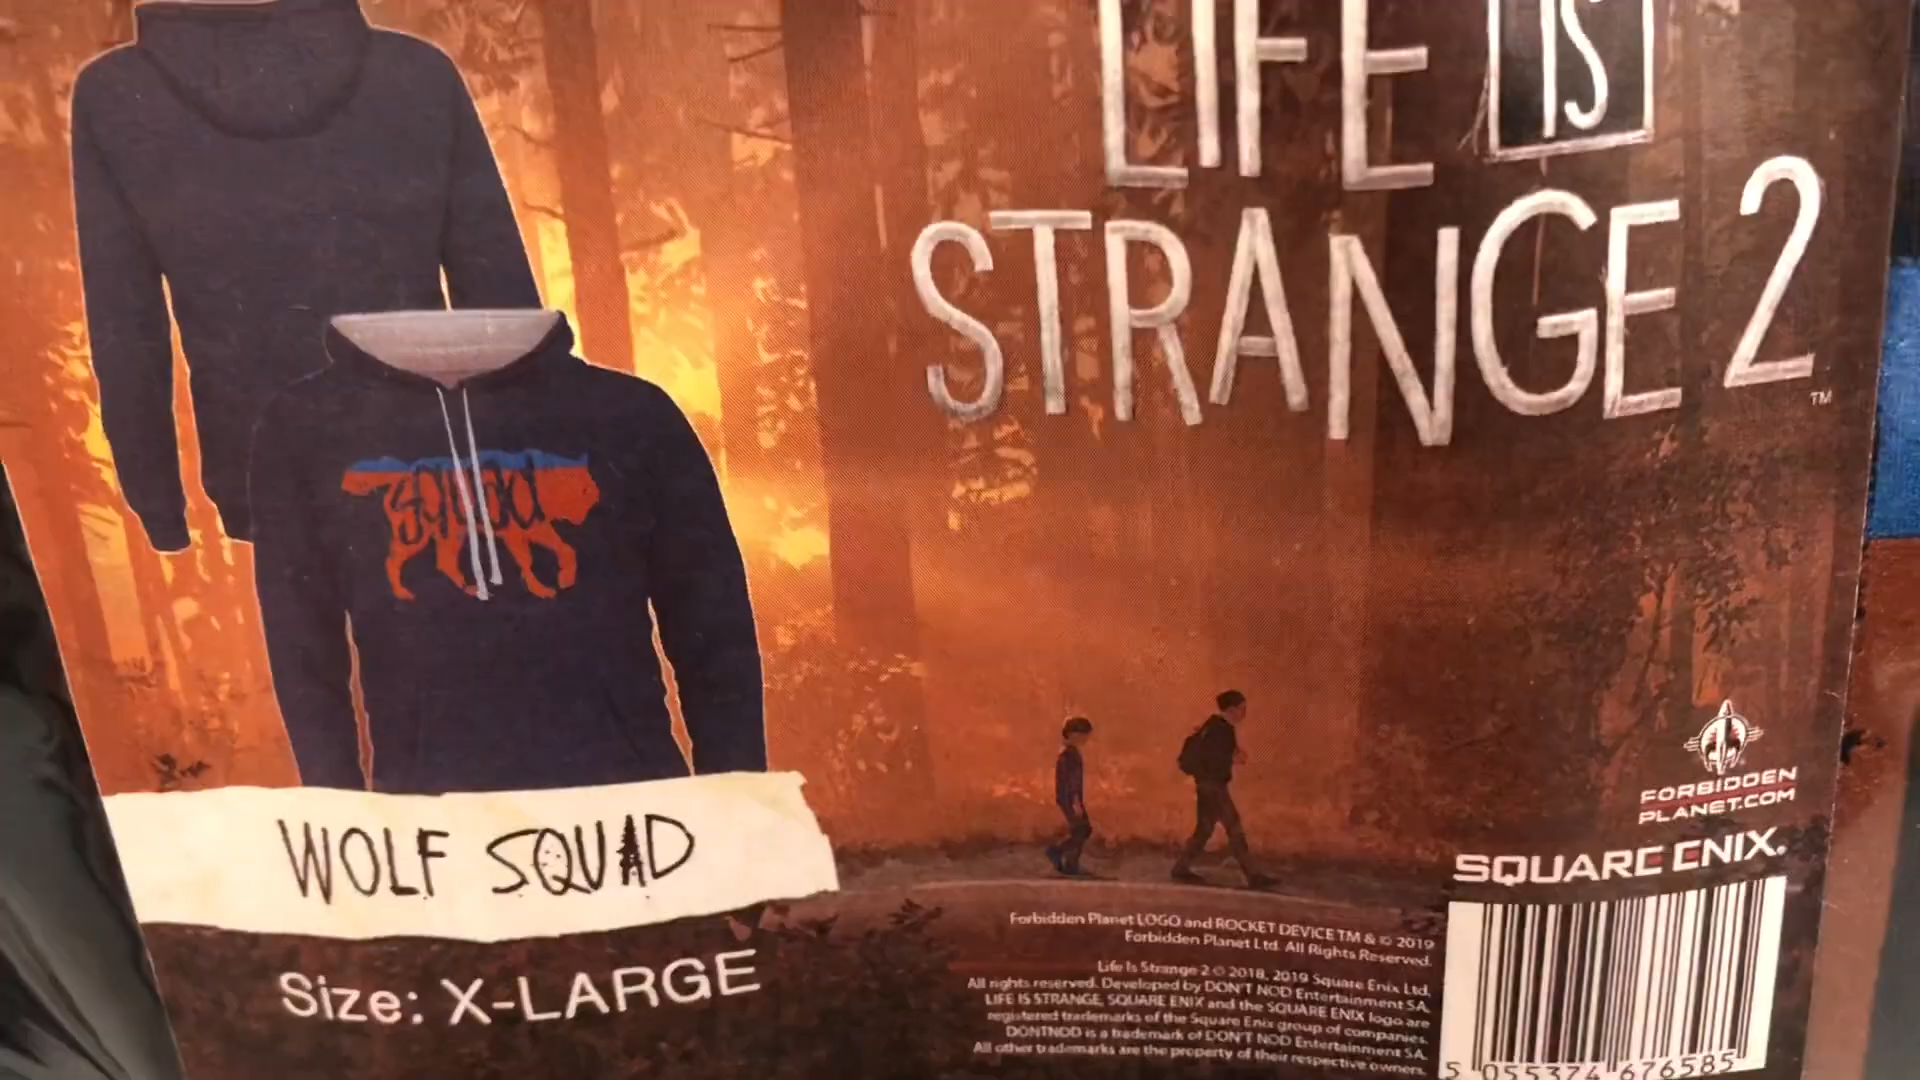 LIFE IS
STRANGE 2
TM
squad
WOLF SQUAD
Size: X-LARGE
FORBIDDEN
PLANET.COM
SQUARE ENIX.
Forbidden Planet LOGO and ROCKET DEVICE TM & © 2019
Forbidden Planet Ltd. All Rights Reserved.
Life Is Strange 2 © 2018, 2019 Square Enix Ltd.
All rights reserved. Developed by DON'T NOD Entertainment SA.
LIFE IS STRANGE, SQUARE ENIX and the SQUARE ENIX logo are
registered trademarks of the Square Enix group of companies.
DONTNOD is a trademark of DON'T NOD Entertainment SA.
All other trademarks are the property of their respective owners.
5 055374 676585